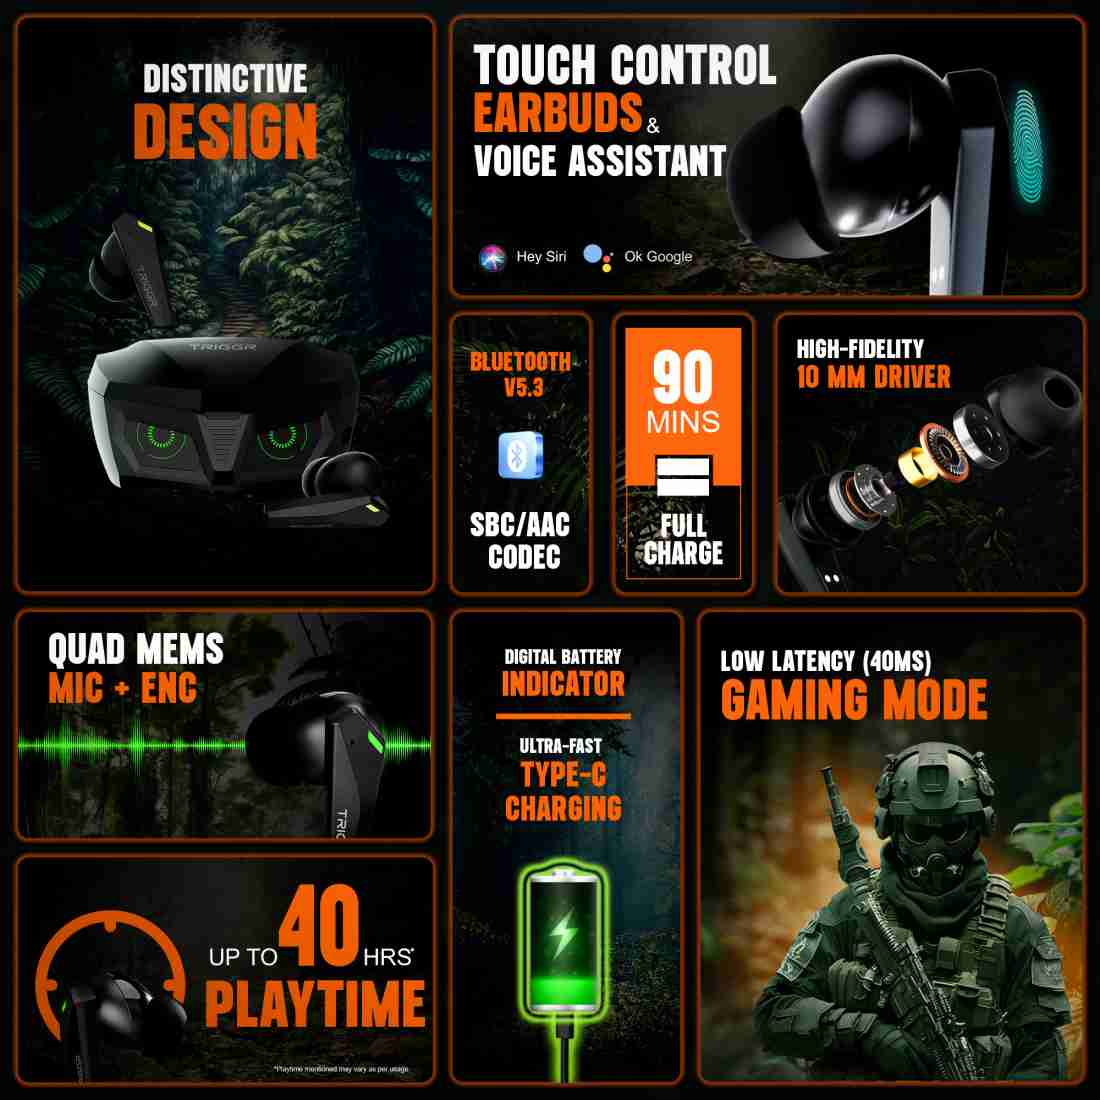 DISTINCTIVE
DESIGN
TRIGGR
TRIGGR
TOUCH CONTROL
EARBUDS &
VOICE ASSISTANT
Hey Siri
Ok Google
BLUETOOTH
V5.3
SBC/AAC
CODEC
90
MINS
FULL
CHARGE
HIGH-FIDELITY
10 MM DRIVER
QUAD MEMS
MIC + ENC
TRIG
DIGITAL BATTERY
INDICATOR
ULTRA-FAST
TYPE-C
CHARGING
LOW LATENCY (40MS)
GAMING MODE
UP TO 40 HRS*
PLAYTIME
*Playtime mentioned may vary as per usage.